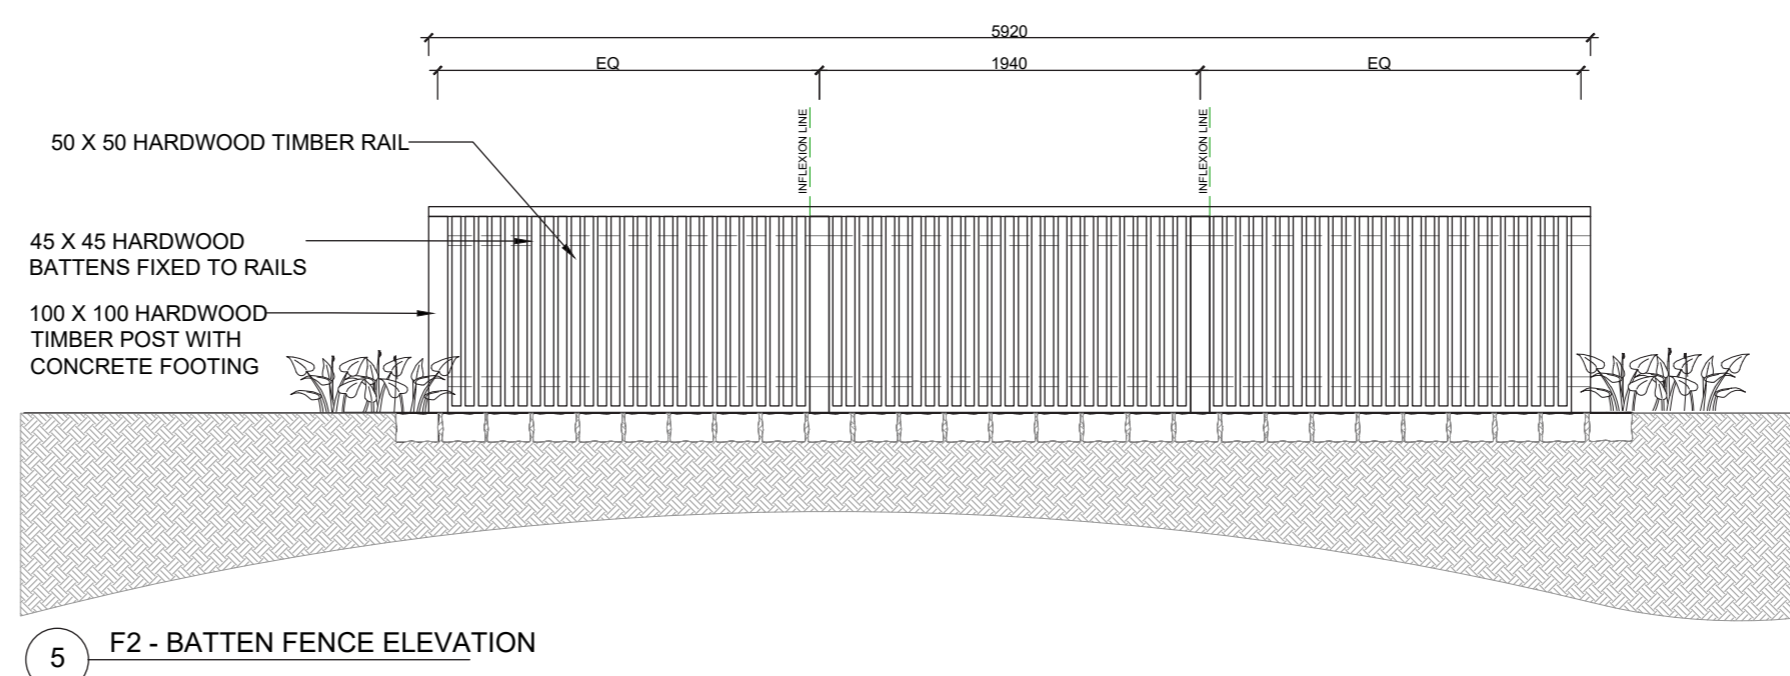 5920
EQ
1940
EQ
INFLEXION LINE
INFLEXION LINE
50 X 50 HARDWOOD TIMBER RAIL
45 X 45 HARDWOOD
BATTENS FIXED TO RAILS
100 X 100 HARDWOOD
TIMBER POST WITH
CONCRETE FOOTING
5
F2 - BATTEN FENCE ELEVATION